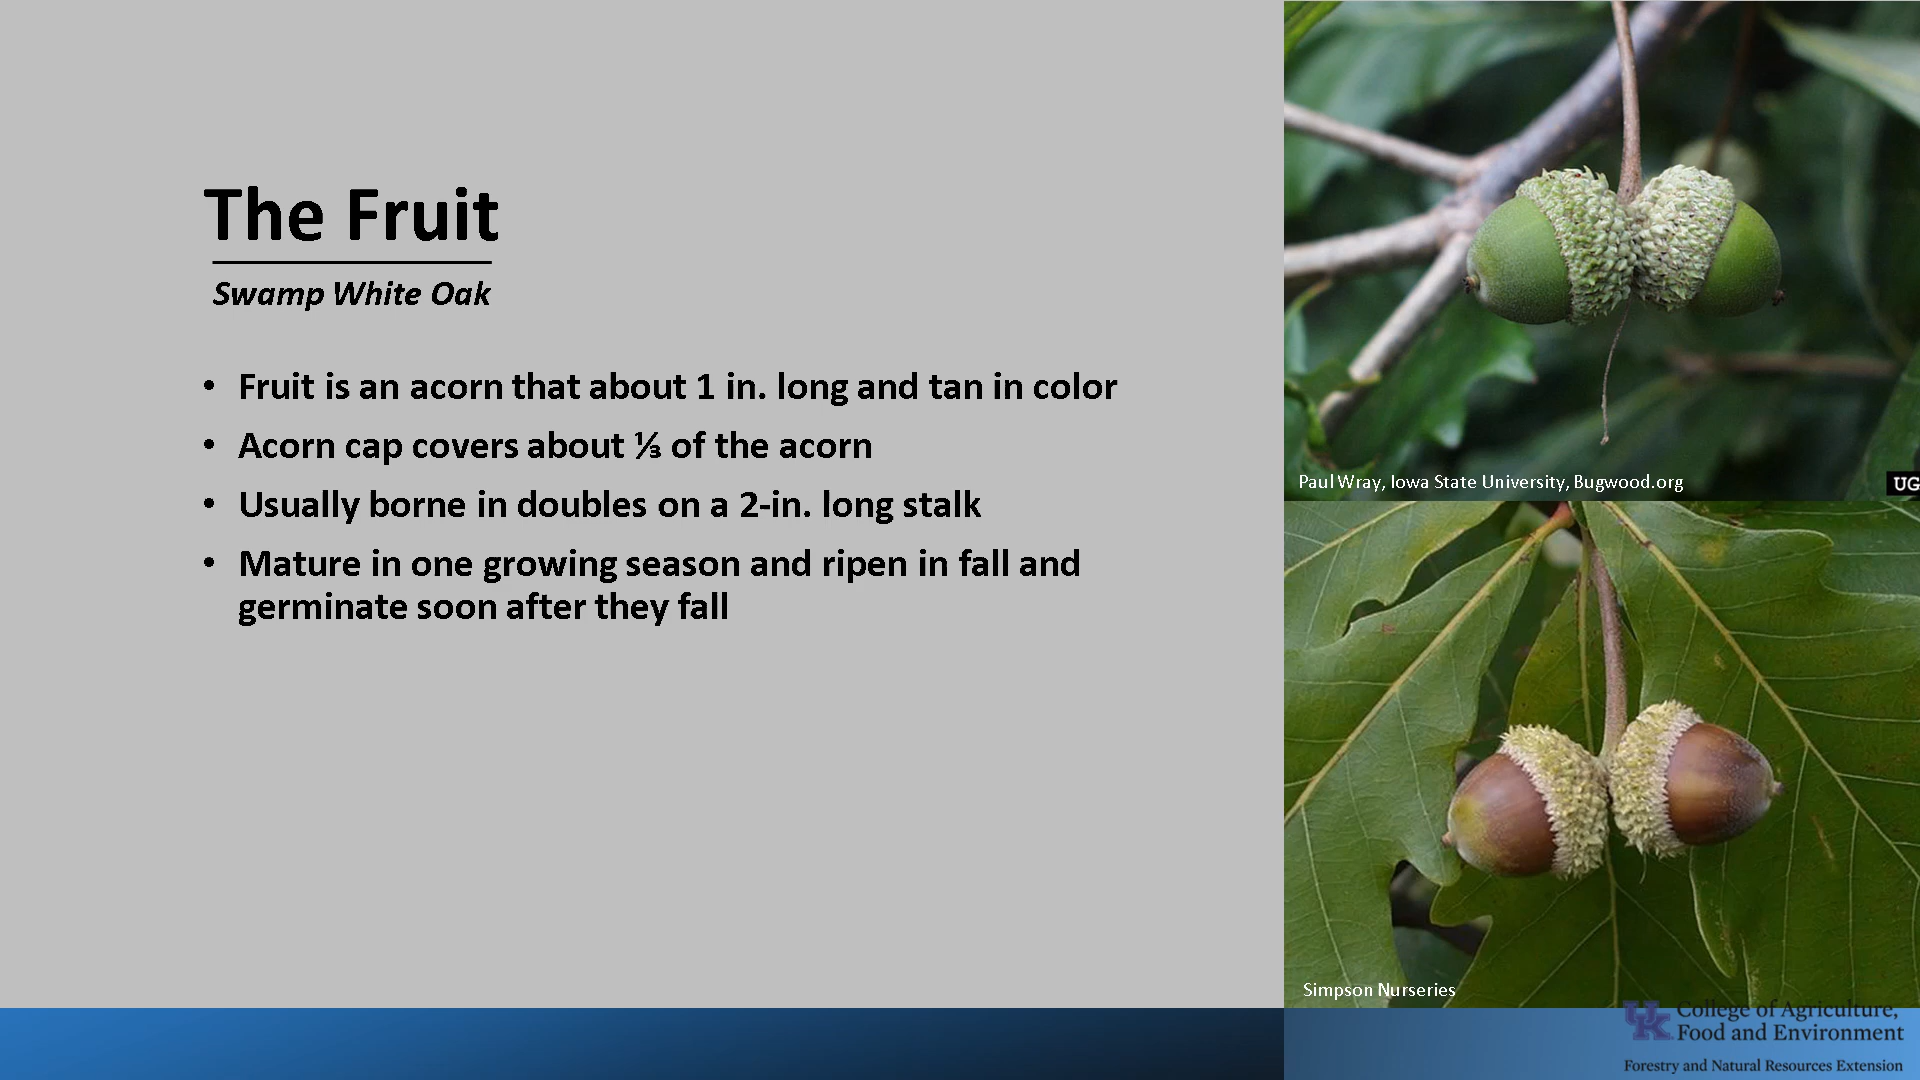 The Fruit
Swamp White Oak
• Fruit is an acorn that about 1 in. long and tan in color
• Acorn cap covers about ⅓ of the acorn
• Usually borne in doubles on a 2-in. long stalk
• Mature in one growing season and ripen in fall and
germinate soon after they fall
Paul Wray, Iowa State University, Bugwood.org
UG
Simpson Nurseries
UK College of Agriculture,
Food and Environment
Forestry and Natural Resources Extension